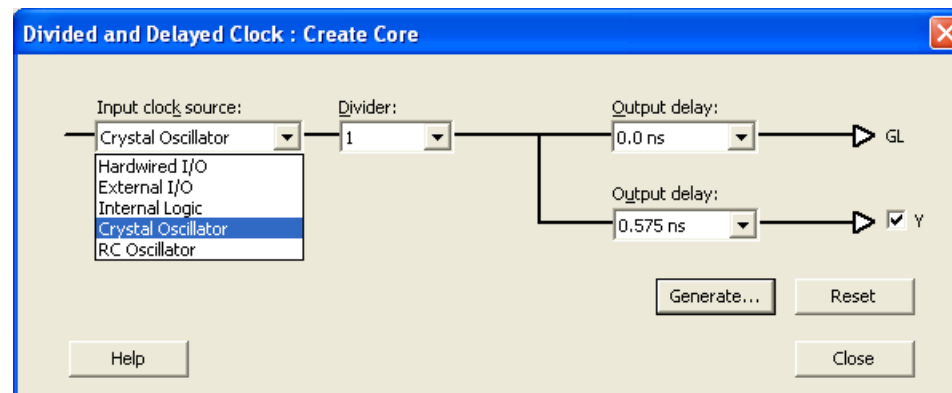 Divided and Delayed Clock : Create Core
Input clock source:
Divider:
Output delay:
Crystal Oscillator
1
0.0 ns
GL
Hardwired I/O
External I/O
Internal Logic
Crystal Oscillator
RC Oscillator
Output delay:
0.575 ns
Y
Generate...
Reset
Help
Close